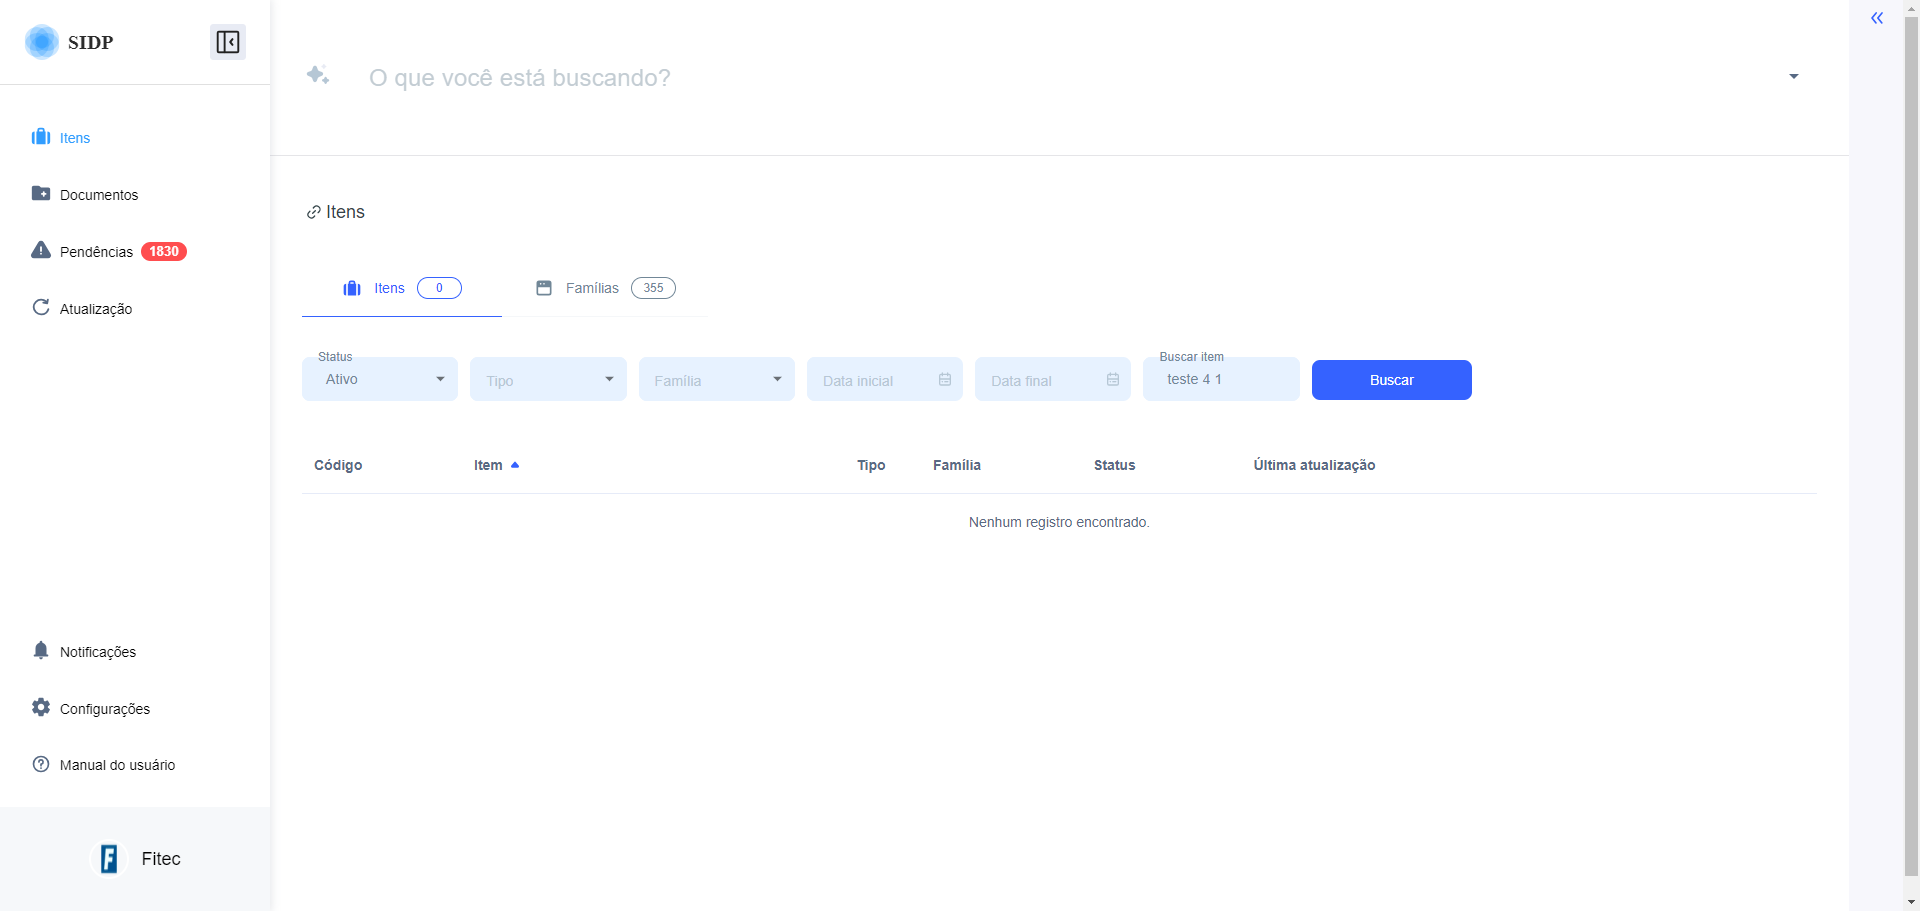 SIDP
O que você está buscando?
Itens
Documentos
Pendências 1830
Atualização
Itens
Itens 0
Famílias 355
Status
Ativo
Tipo
Família
Data inicial
Data final
Buscar item
teste 4 1
Buscar
Código Item Tipo Família Status Última atualização
Nenhum registro encontrado.
Notificações
Configurações
Manual do usuário
F Fitec